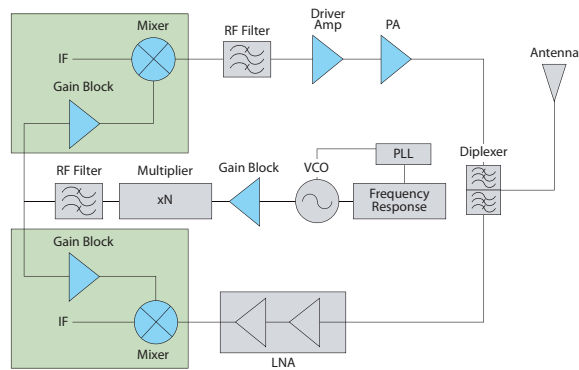 Mixer
IF
Gain Block
RF Filter
Driver
Amp
PA
Antenna
RF Filter
Multiplier
xN
Gain Block
VCO
PLL
Frequency
Response
Diplexer
Gain Block
IF
Mixer
LNA